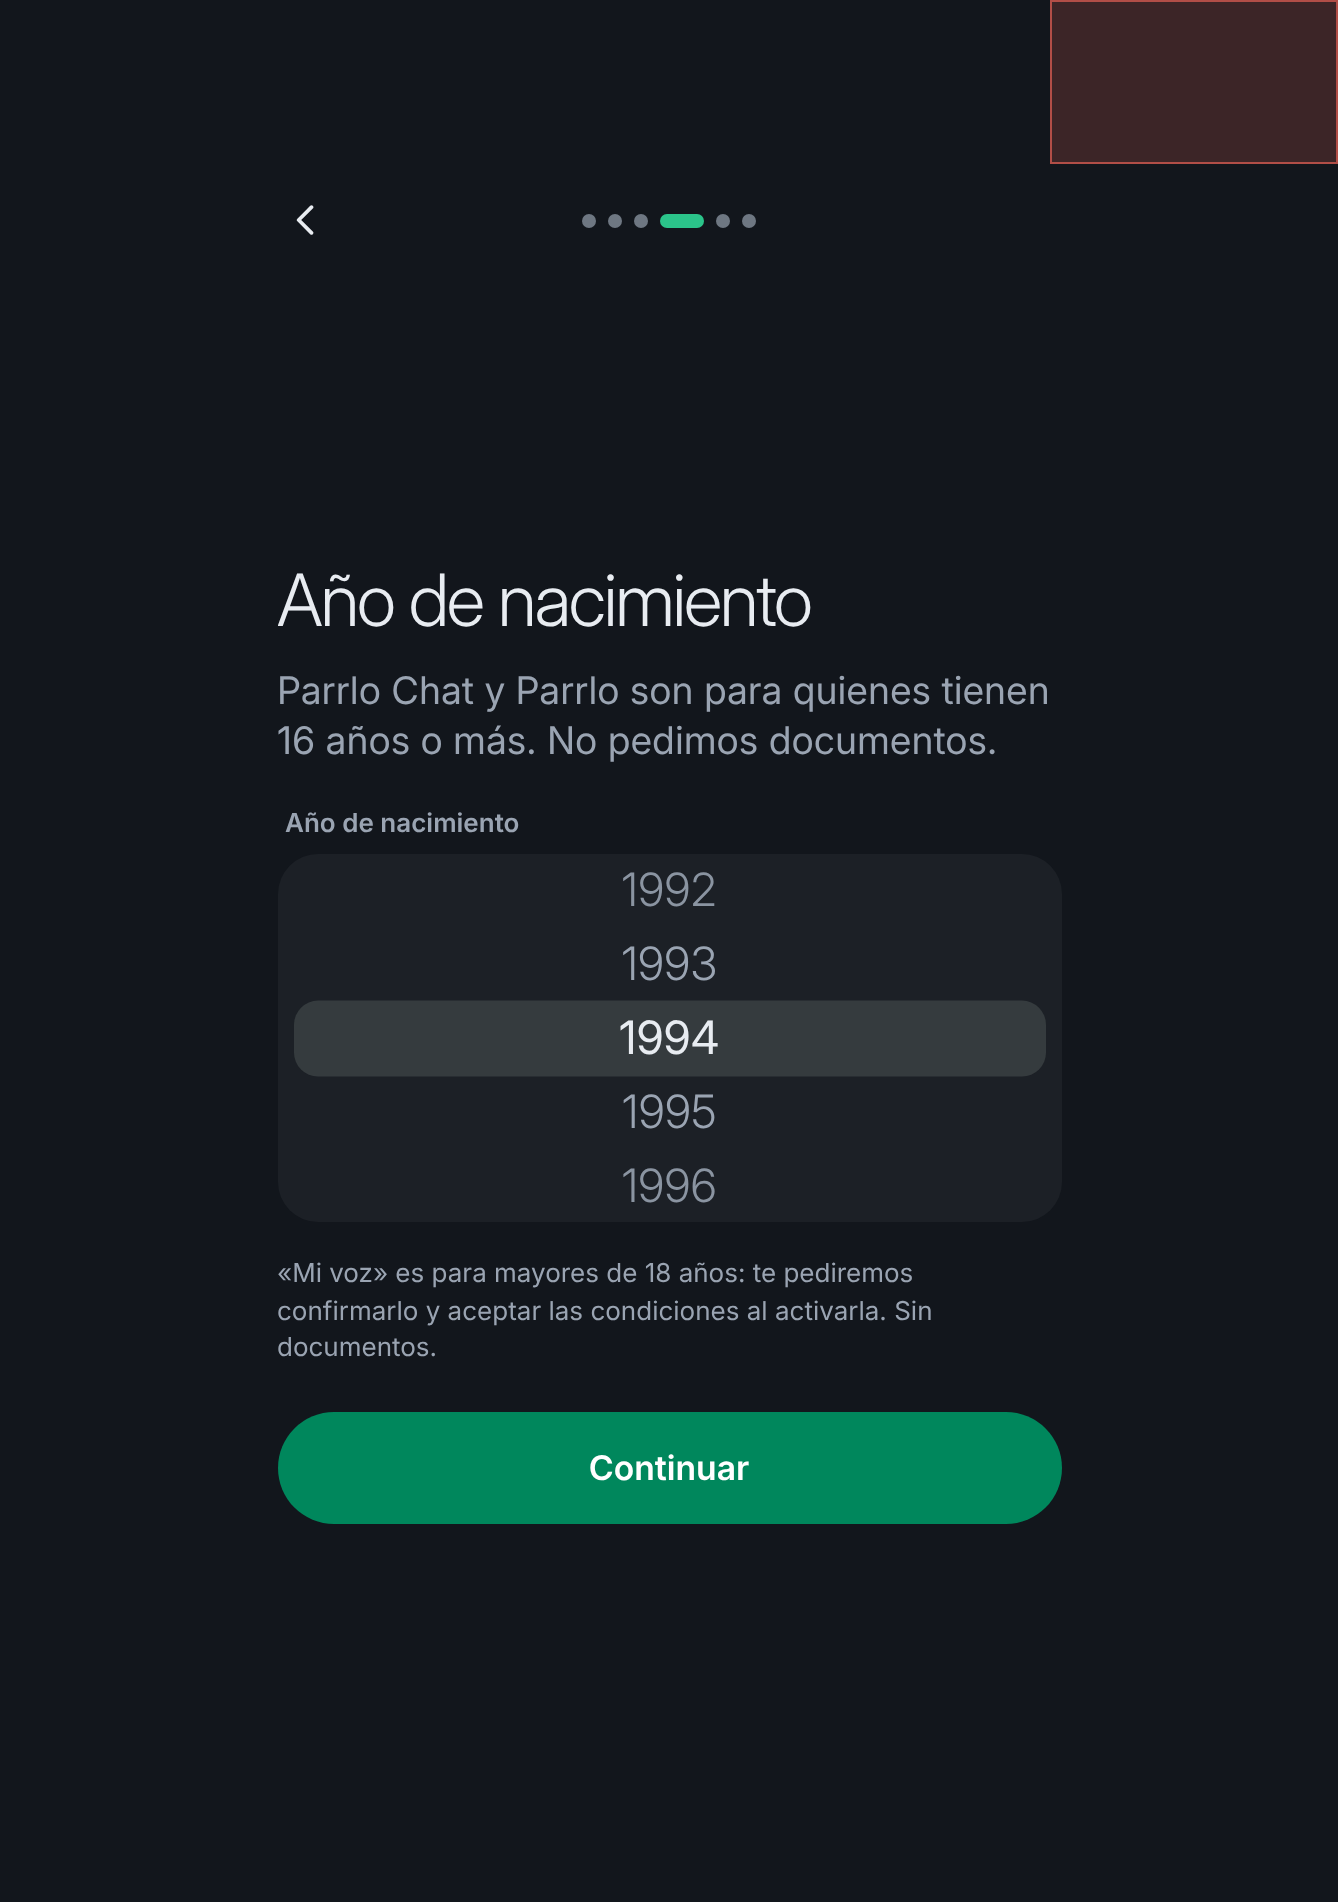 Año de nacimiento
Parrlo Chat y Parrlo son para quienes tienen
16 años o más. No pedimos documentos.
Año de nacimiento
1992
1993
1994
1995
1996
«Mi voz» es para mayores de 18 años: te pediremos
confirmarlo y aceptar las condiciones al activarla. Sin
documentos.
Continuar